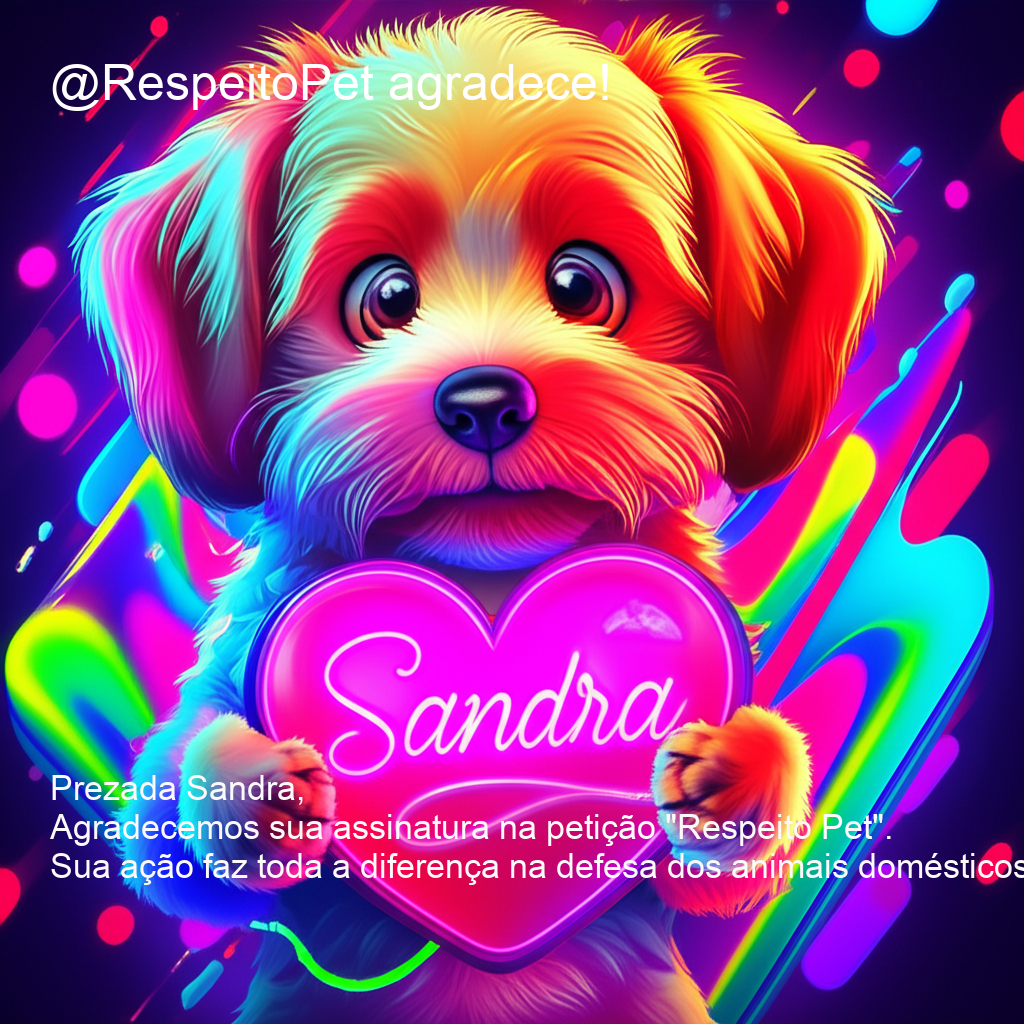 @RespeitoPet agradece!
Sandra
Prezada Sandra,
Agradecemos sua assinatura na petição "Respeito Pet".
Sua ação faz toda a diferença na defesa dos animais domésticos